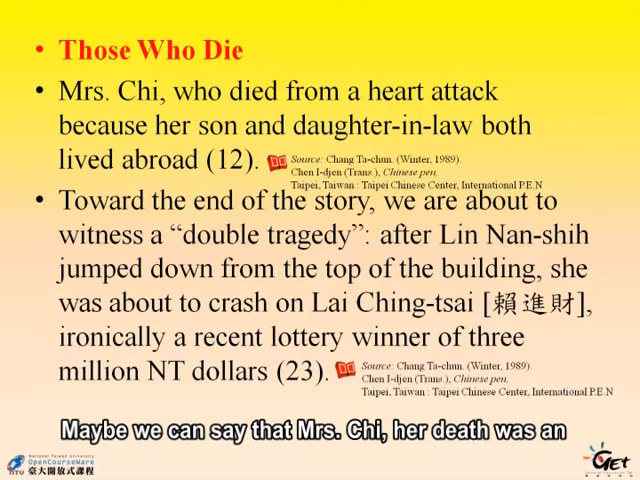 • Those Who Die
• Mrs. Chi, who died from a heart attack
because her son and daughter-in-law both
lived abroad (12).
Source: Chang Ta-chun. (Winter, 1989).
Chen I-djen (Trans.), Chinese pen.
Taipei, Taiwan : Taipei Chinese Center, International P.E.N
• Toward the end of the story, we are about to
witness a “double tragedy”: after Lin Nan-shih
jumped down from the top of the building, she
was about to crash on Lai Ching-tsai [賴進財],
ironically a recent lottery winner of three
million NT dollars (23).
Source: Chang Ta-chun. (Winter, 1989).
Chen I-djen (Trans.), Chinese pen.
Taipei, Taiwan : Taipei Chinese Center, International P.E.N
Maybe we can say that Mrs. Chi, her death was an
National Taiwan University
OpenCourseWare
NTU 臺大開放式課程
GET